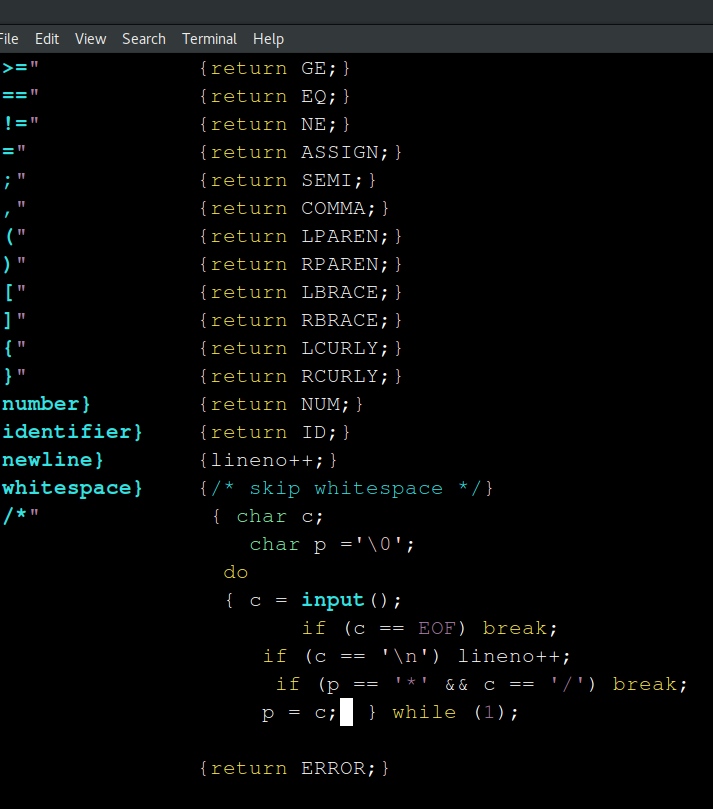 File Edit View Search Terminal Help
>=" {return GE;}
==" {return EQ;}
!=" {return NE;}
=" {return ASSIGN;}
;" {return SEMI;}
," {return COMMA;}
(" {return LPAREN;}
)" {return RPAREN;}
[" {return LBRACE;}
]" {return RBRACE;}
{" {return LCURLY;}
}" {return RCURLY;}
number} {return NUM;}
identifier} {return ID;}
newline} {lineno++;}
whitespace} {/* skip whitespace */}
/*" { char c;
char p ='\0';
do
{ c = input();
if (c == EOF) break;
if (c == '\n') lineno++;
if (p == '*' && c == '/') break;
p = c; } while (1);
{return ERROR;}